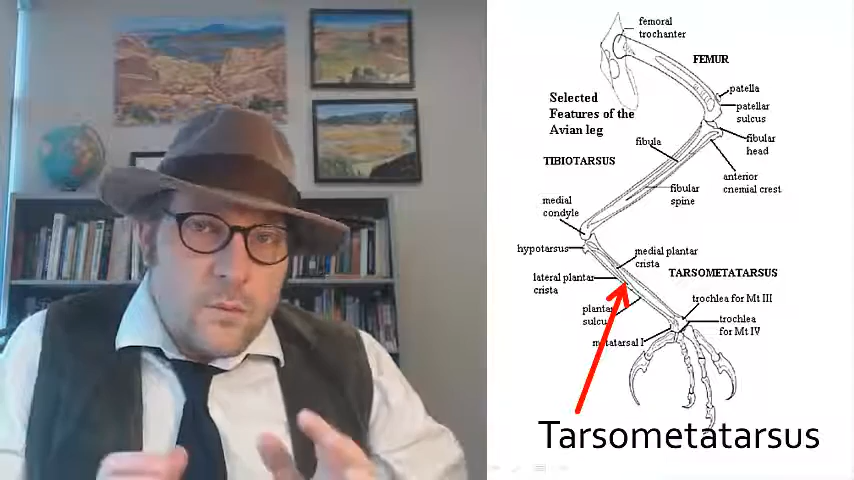 femoral
trochanter
FEMUR
patella
patellar
sulcus
Selected
Features of the
Avian leg
fibular
head
fibula
TIBIOTARSUS
anterior
cnemial crest
fibular
spine
medial
condyle
hypotarsus
medial plantar
crista
TARSOMETATARSUS
lateral plantar
crista
trochlea for Mt III
plantar
sulcu
trochlea
for Mt IV
metatarsal I
Tarsometatarsus